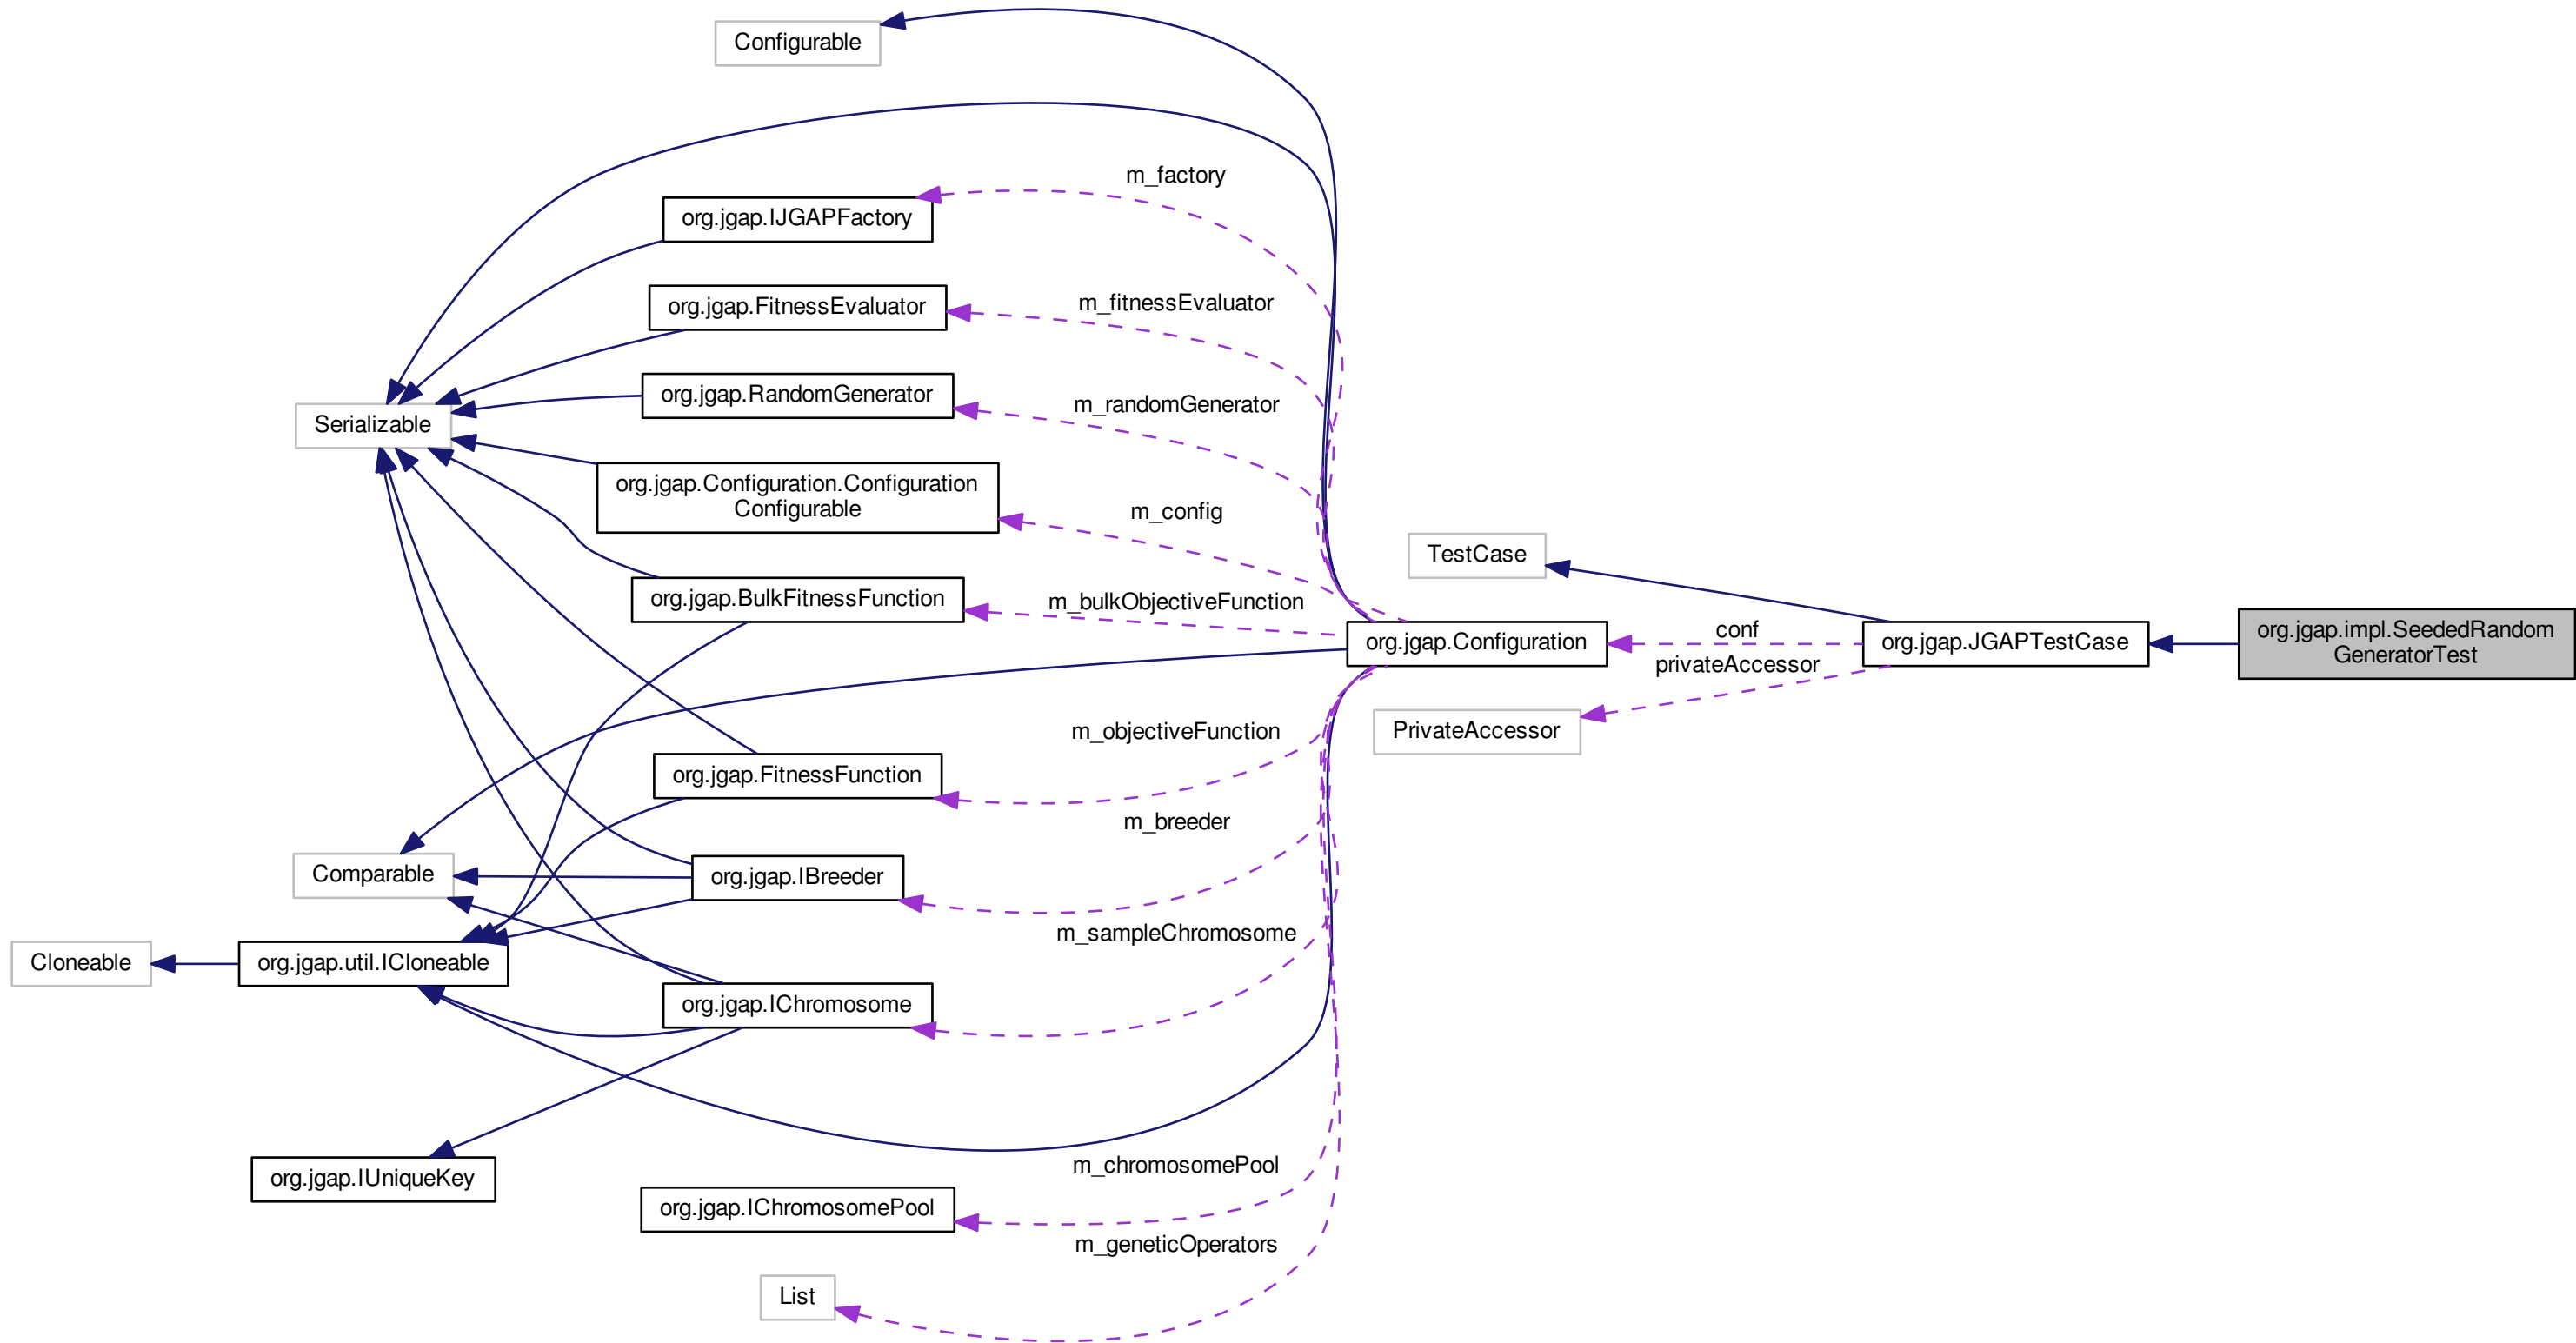 Configurable
m_factory
org.jgap.IJGAPFactory
m_fitnessEvaluator
org.jgap.FitnessEvaluator
m_randomGenerator
org.jgap.RandomGenerator
Serializable
org.jgap.Configuration.Configuration
Configurable
m_config
TestCase
org.jgap.BulkFitnessFunction
m_bulkObjectiveFunction
org.jgap.Configuration
conf
privateAccessor
org.jgap.JGAPTestCase
org.jgap.impl.SeededRandom
GeneratorTest
PrivateAccessor
m_objectiveFunction
org.jgap.FitnessFunction
m_breeder
Comparable
org.jgap.IBreeder
m_sampleChromosome
Cloneable
org.jgap.util.ICloneable
org.jgap.IChromosome
m_chromosomePool
org.jgap.IUniqueKey
org.jgap.IChromosomePool
m_geneticOperators
List